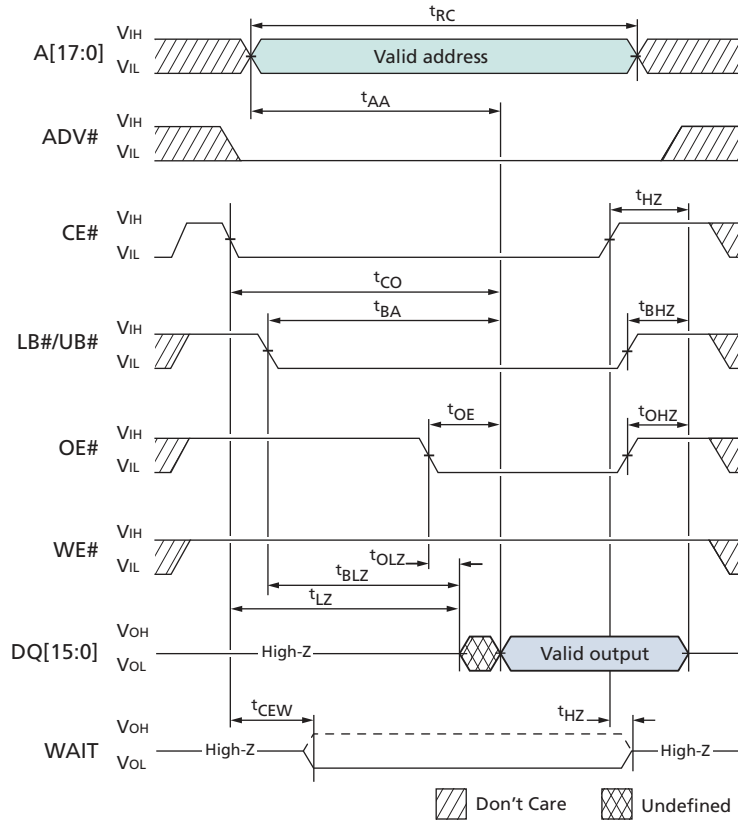 tRC
A[17:0] VIH VIL Valid address
tAA
ADV# VIH VIL
CE# VIH VIL tHZ
tCO
tBA
LB#/UB# VIH VIL tBHZ
OE# VIH VIL tOE tOHZ
WE# VIH VIL
tOLZ
tBLZ
tLZ
DQ[15:0] VOH VOL High-Z Valid output
tCEW tHZ
WAIT VOH VOL High-Z High-Z
Don't Care Undefined